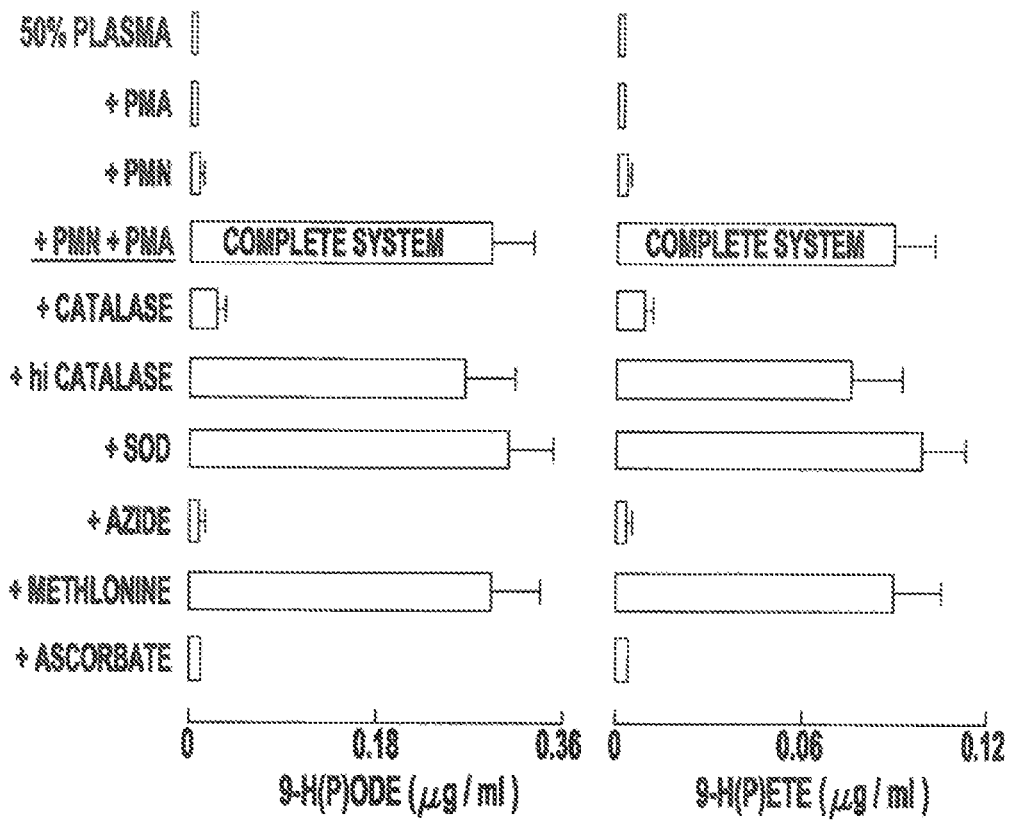 50% PLASMA
+ PMA
+ PMN
+ PMN + PMA
COMPLETE SYSTEM
COMPLETE SYSTEM
+ CATALASE
+ hi CATALASE
+ SOD
+ AZIDE
+ METHLONINE
+ ASCORBATE
0 0.18 0.36
0 0.06 0.12
9-H(P)ODE (μg / ml)
9-H(P)ETE (μg / ml)